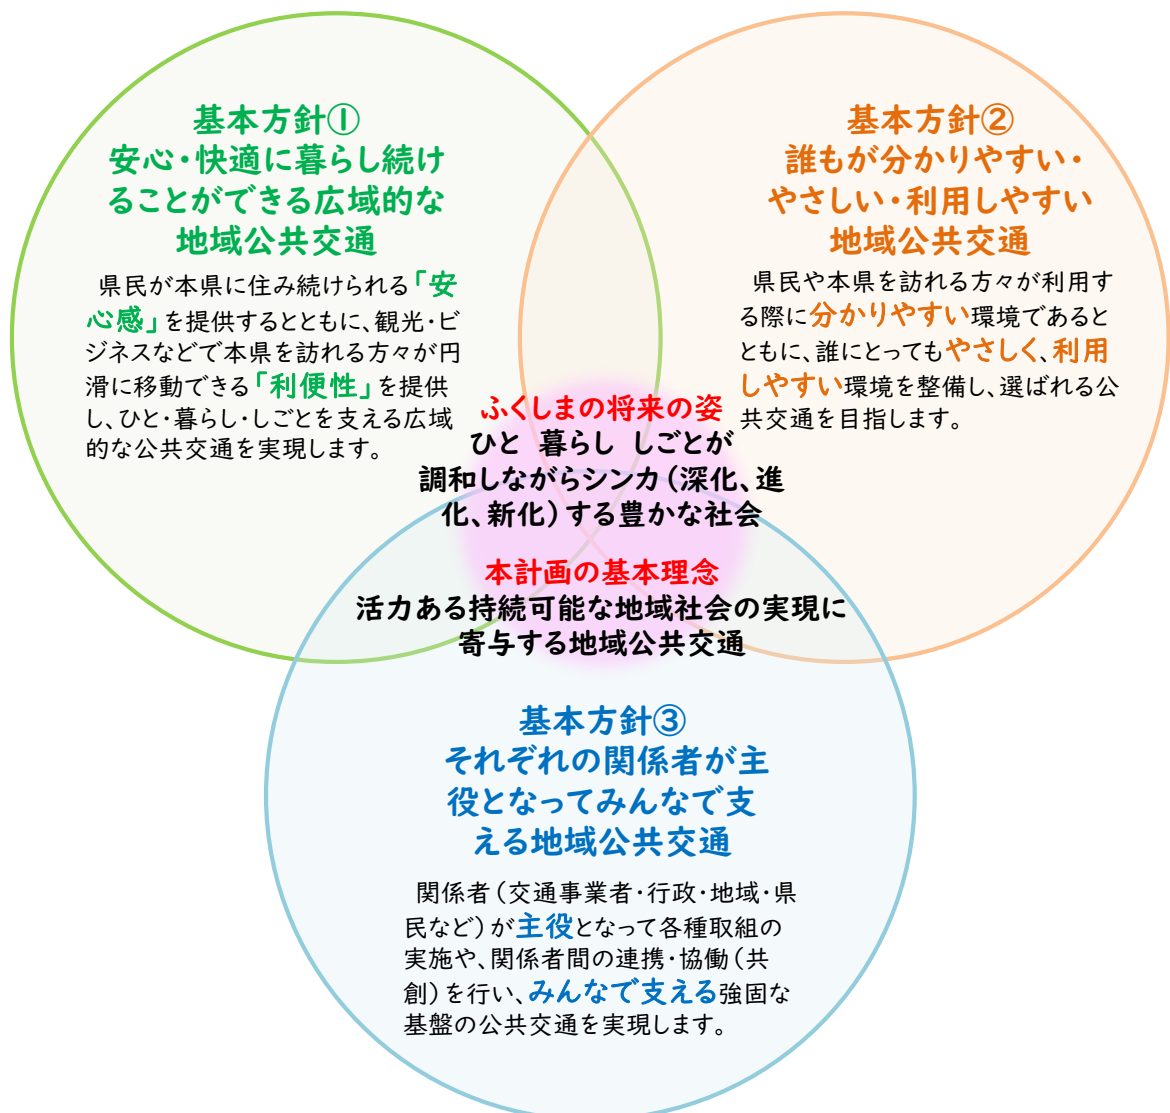 基本方針①
安心・快適に暮らし続け
ることができる広域的な
地域公共交通
県民が本県に住み続けられる「安
心感」を提供するとともに、観光・ビ
ジネスなどで本県を訪れる方々が円
滑に移動できる「利便性」を提供
し、ひと・暮らし・しごとを支える広域
的な公共交通を実現します。
基本方針②
誰もが分かりやすい・
やさしい・利用しやすい
地域公共交通
県民や本県を訪れる方々が利用す
る際に分かりやすい環境であると
ともに、誰にとってもやさしく、利用
しやすい環境を整備し、選ばれる公
共交通を目指します。
ふくしまの将来の姿
ひと 暮らし しごとが
調和しながらシンカ(深化、進
化、新化)する豊かな社会
本計画の基本理念
活力ある持続可能な地域社会の実現に
寄与する地域公共交通
基本方針③
それぞれの関係者が主
役となってみんなで支
える地域公共交通
関係者(交通事業者・行政・地域・県
民など)が主役となって各種取組の
実施や、関係者間の連携・協働(共
創)を行い、みんなで支える強固な
基盤の公共交通を実現します。